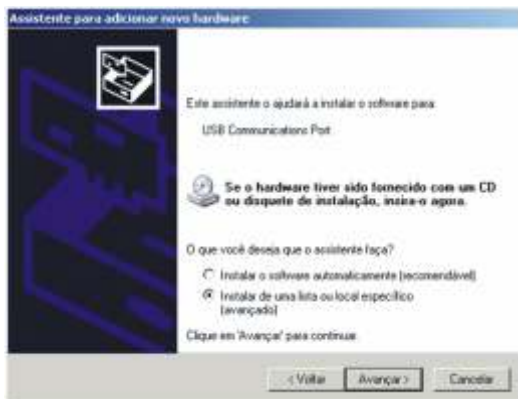 Assistente para adicionar novo hardware
Este assistente o ajudará a instalar o software para:
USB Communications Port
Se o hardware tiver sido fornecido com um CD
ou disquete de instalação, insira-o agora.
O que você deseja que o assistente faça?
Instalar o software automaticamente (recomendável)
Instalar de uma lista ou local específico
(avançado)
Clique em 'Avançar' para continuar.
< Voltar
Avançar >
Cancelar